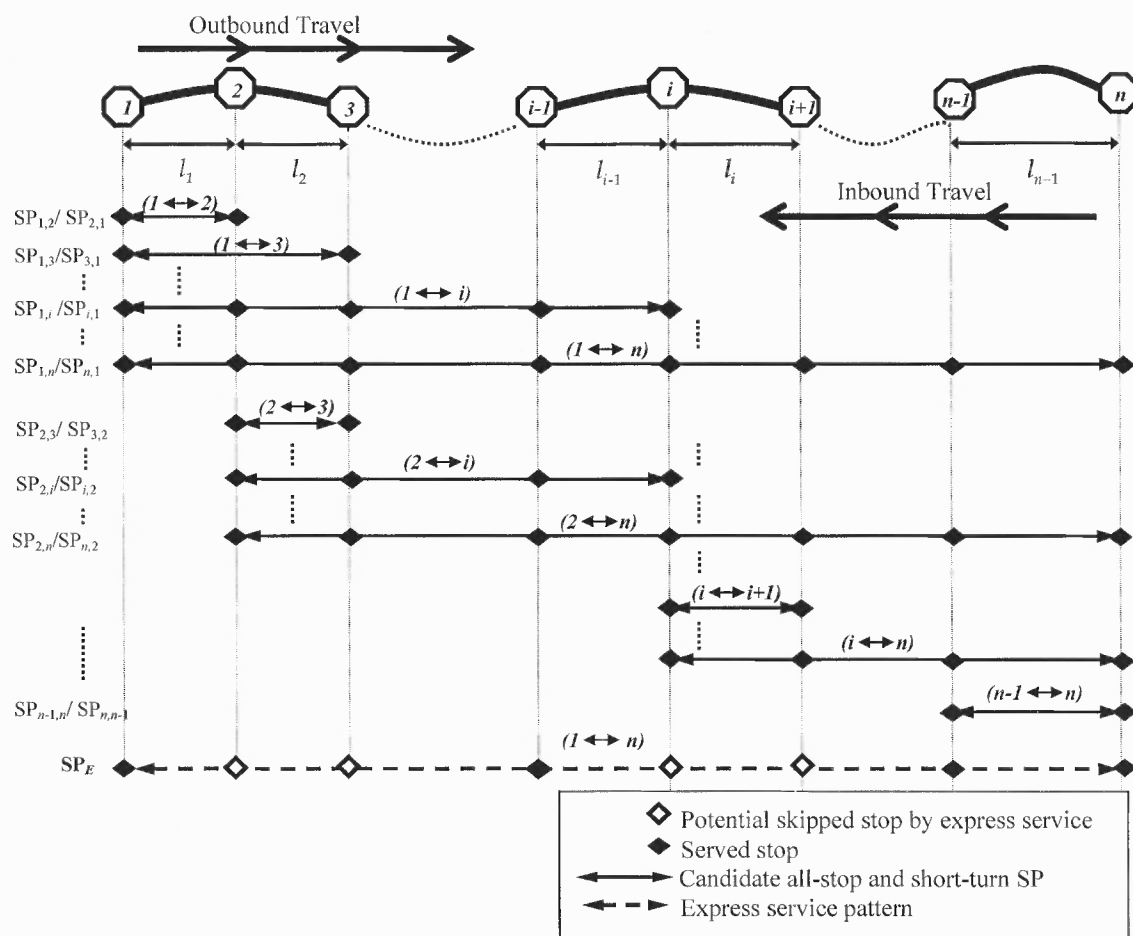 Outbound Travel
1 2 3 i-1 i i+1 n-1 n
l₁ l₂ lᵢ₋₁ lᵢ lₙ₋₁
Inbound Travel
SP₁,₂/ SP₂,₁ (1 ↔ 2)
SP₁,₃/SP₃,₁ (1 ↔ 3)
SP₁,ᵢ /SPᵢ,₁ (1 ↔ i)
SP₁,ₙ/SPₙ,₁ (1 ↔ n)
SP₂,₃/ SP₃,₂ (2 ↔ 3)
SP₂,ᵢ/SPᵢ,₂ (2 ↔ i)
SP₂,ₙ/SPₙ,₂ (2 ↔ n)
(i ↔ i+1)
(i ↔ n)
SPₙ₋₁,ₙ/ SPₙ,ₙ₋₁ (n-1 ↔ n)
SP_E (1 ↔ n)
Potential skipped stop by express service
Served stop
Candidate all-stop and short-turn SP
Express service pattern